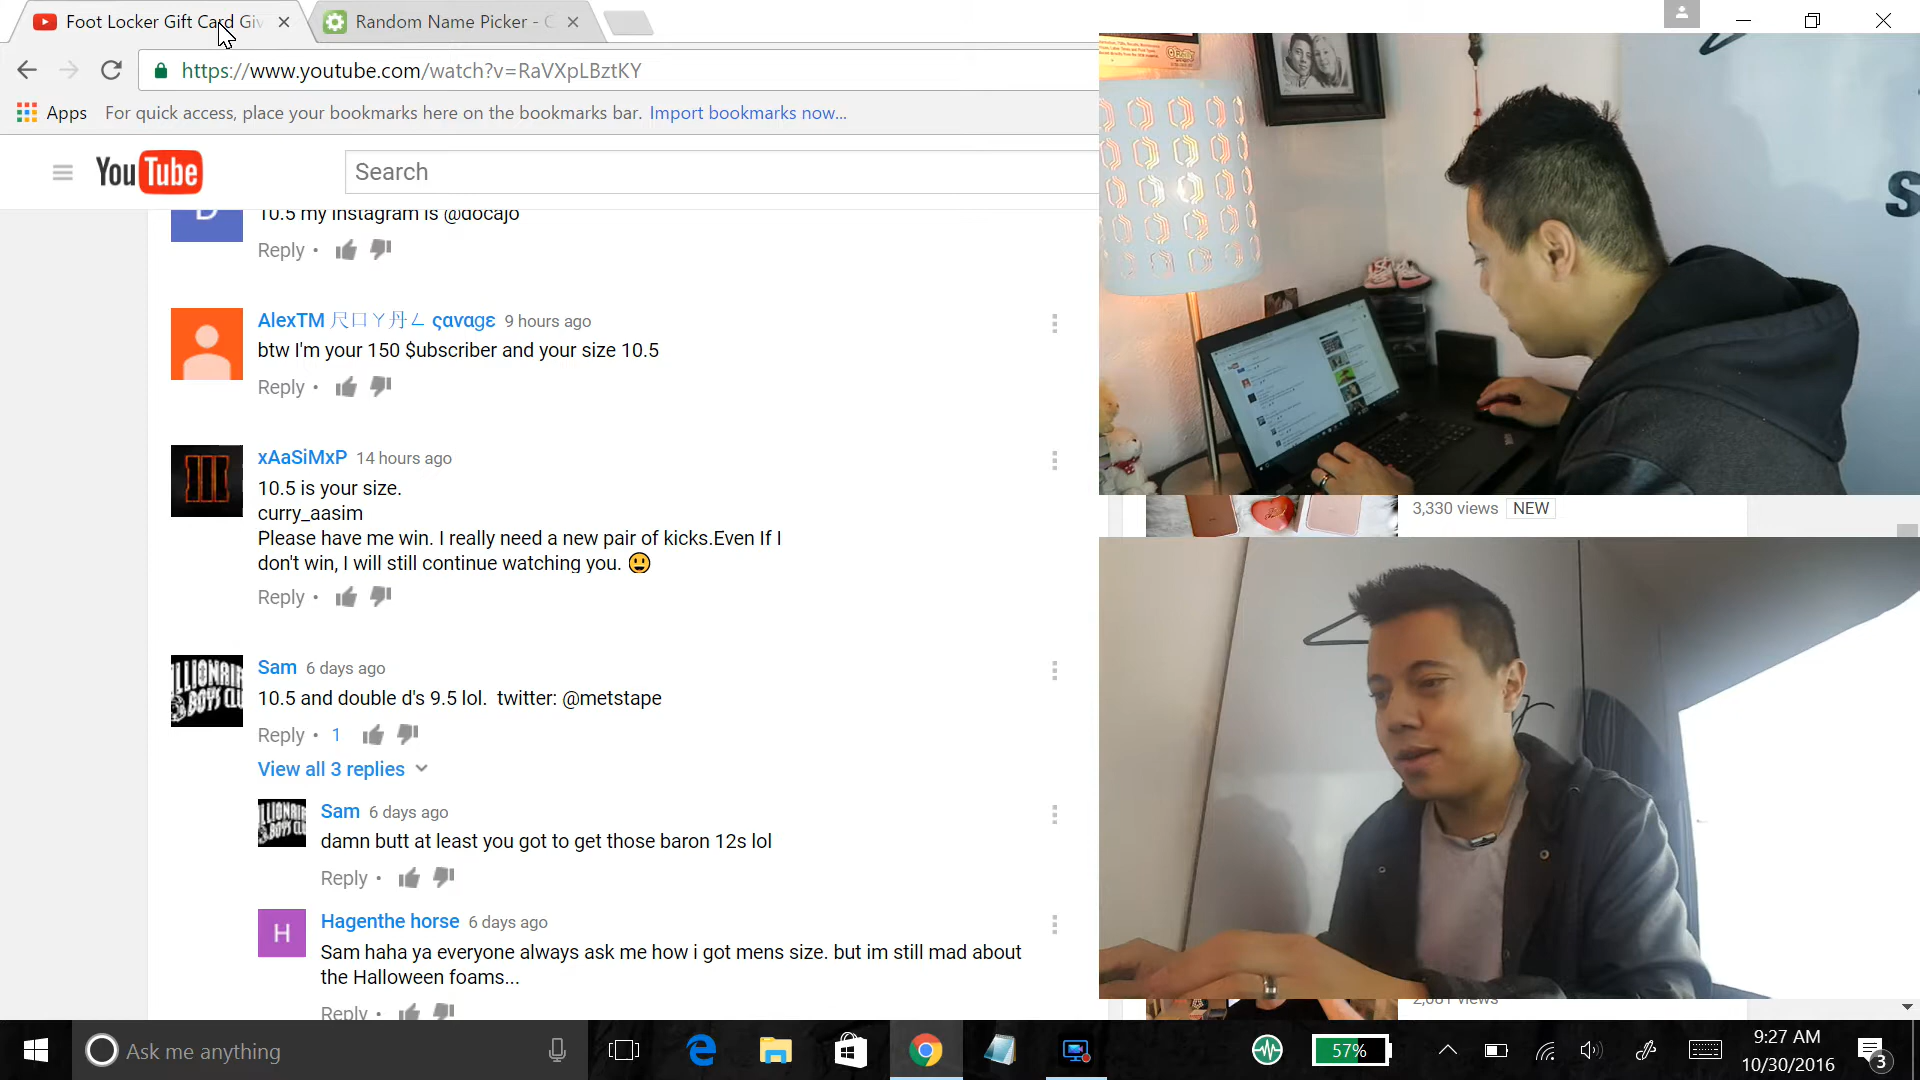 Foot Locker Gift Card Giv
Random Name Picker - C
https://www.youtube.com/watch?v=RaVXpLBztKY
Apps For quick access, place your bookmarks here on the bookmarks bar. Import bookmarks now...
YouTube
Search
10.5 my instagram is @docajo
Reply •
AlexTM 尺口丫丹ㄥ ςαναgε 9 hours ago
btw I'm your 150 $ubscriber and your size 10.5
Reply •
xAaSiMxP 14 hours ago
10.5 is your size.
curry_aasim
Please have me win. I really need a new pair of kicks.Even If I
don't win, I will still continue watching you. 😃
Reply •
Sam 6 days ago
10.5 and double d's 9.5 lol. twitter: @metstape
Reply • 1
View all 3 replies
Sam 6 days ago
damn butt at least you got to get those baron 12s lol
Reply •
H
Hagenthe horse 6 days ago
Sam haha ya everyone always ask me how i got mens size. but im still mad about
the Halloween foams...
Reply •
3,330 views NEW
Ask me anything
57%
9:27 AM
10/30/2016
3